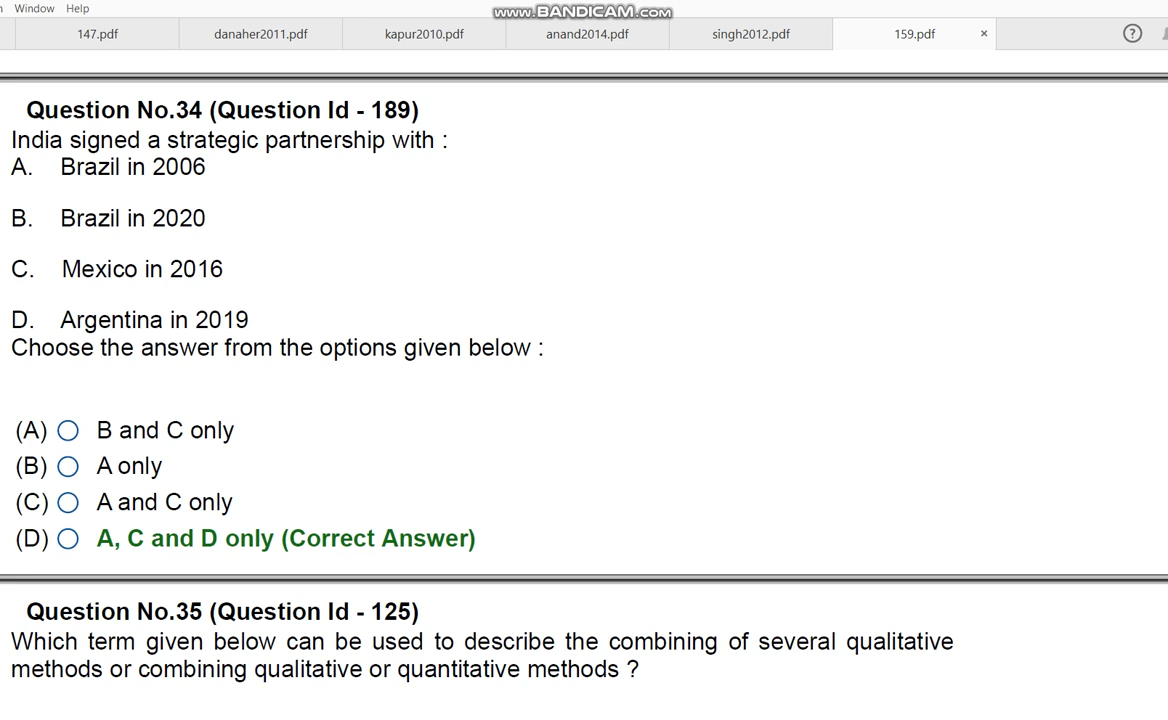 Window Help
www.BANDICAM.com
147.pdf danaher2011.pdf kapur2010.pdf anand2014.pdf singh2012.pdf 159.pdf × ?
Question No.34 (Question Id - 189)
India signed a strategic partnership with :
A. Brazil in 2006
B. Brazil in 2020
C. Mexico in 2016
D. Argentina in 2019
Choose the answer from the options given below :
(A) B and C only
(B) A only
(C) A and C only
(D) A, C and D only (Correct Answer)
Question No.35 (Question Id - 125)
Which term given below can be used to describe the combining of several qualitative
methods or combining qualitative or quantitative methods ?